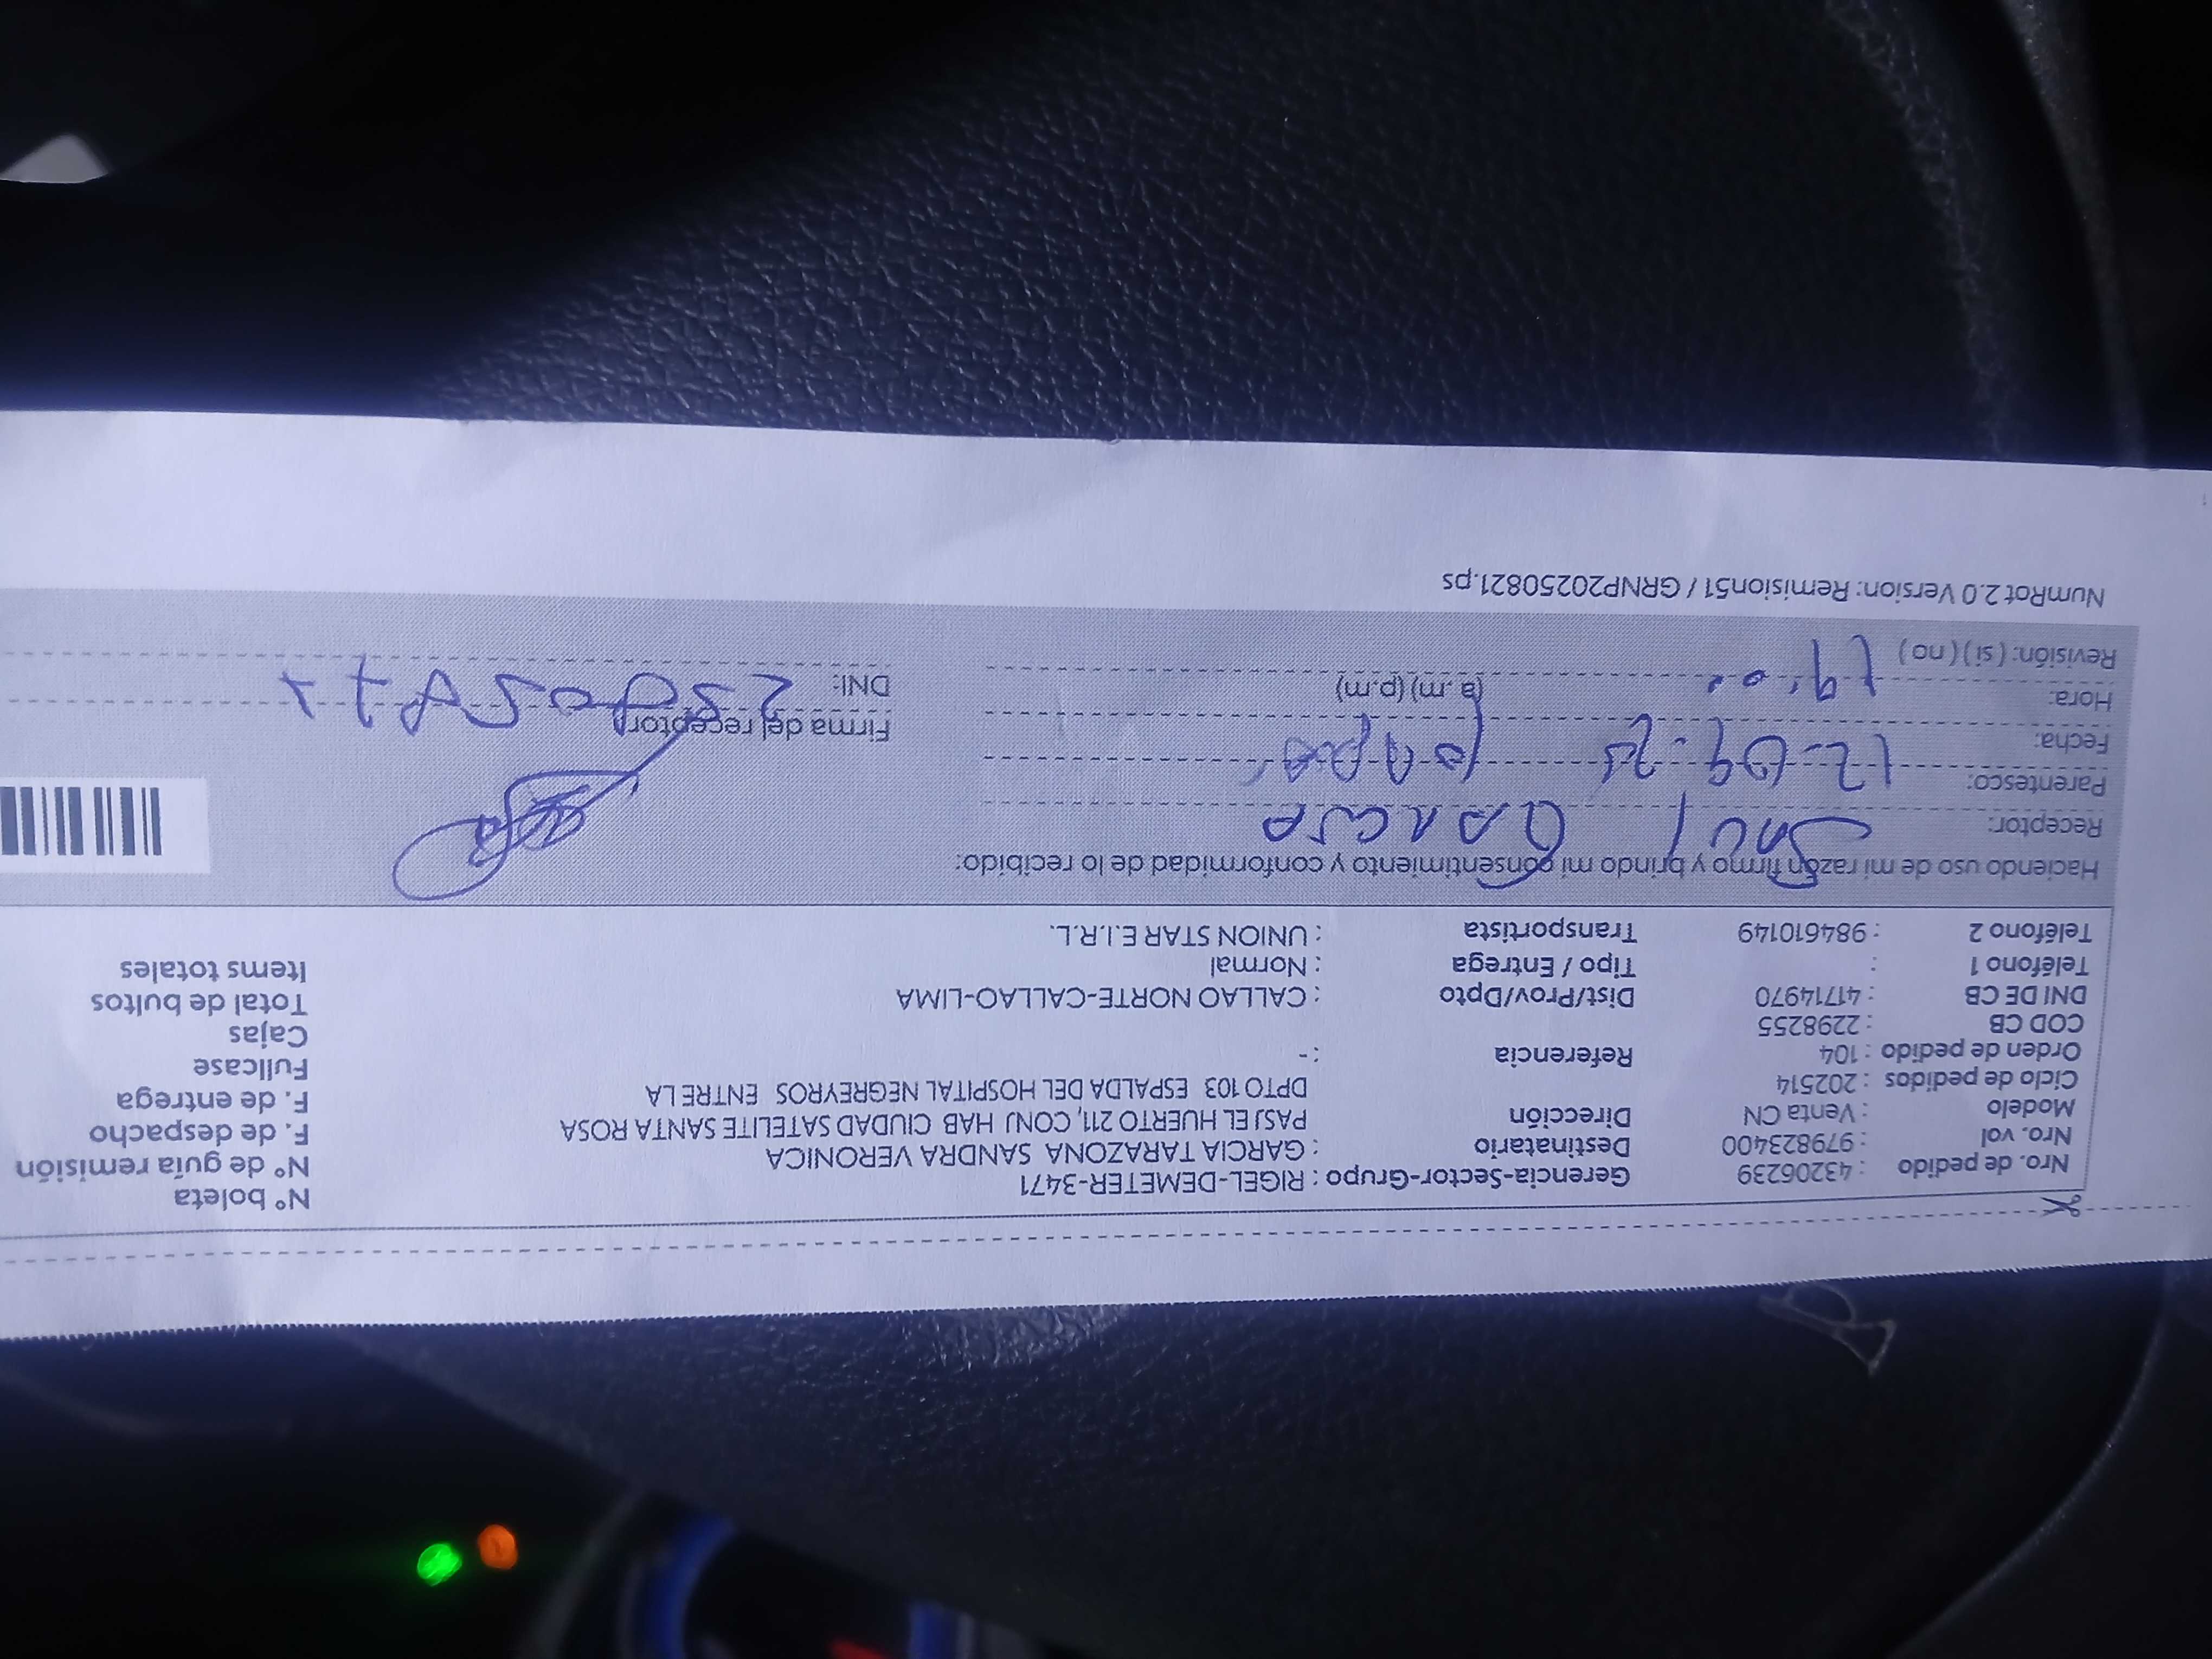 Nro. de pedido : 43206239 Gerencia-Sector-Grupo : RIGEL-DEMETER-3471 N° boleta
Nro. vol : 979823400 Destinatario : GARCIA TARAZONA SANDRA VERONICA N° de guía remisión
Modelo : Venta CN Dirección PASJ EL HUERTO 211, CONJ HAB CIUDAD SATELITE SANTA ROSA F. de despacho
Ciclo de pedidos : 202514 DPTO 103 ESPALDA DEL HOSPITAL NEGREYROS ENTRE LA F. de entrega
Orden de pedido : 104 Referencia :- Fullcase
COD CB : 2298255 Cajas
DNI DE CB : 41714970 Dist/Prov/Dpto : CALLAO NORTE-CALLAO-LIMA Total de bultos
Teléfono 1 : Tipo / Entrega : Normal Items totales
Teléfono 2 : 984610149 Transportista : UNION STAR E.I.R.L.
Haciendo uso de mi razón firmo y brindo mi consentimiento y conformidad de lo recibido:
Receptor: Saul Garcia
Parentesco: papá
Fecha: 12-09-25
Firma del receptor
Hora: 19:00 (a.m) (p.m)
DNI:
Revisión: ( si ) ( no )
NumRot 2.0 Version: Remision51 / GRNP20250821.ps